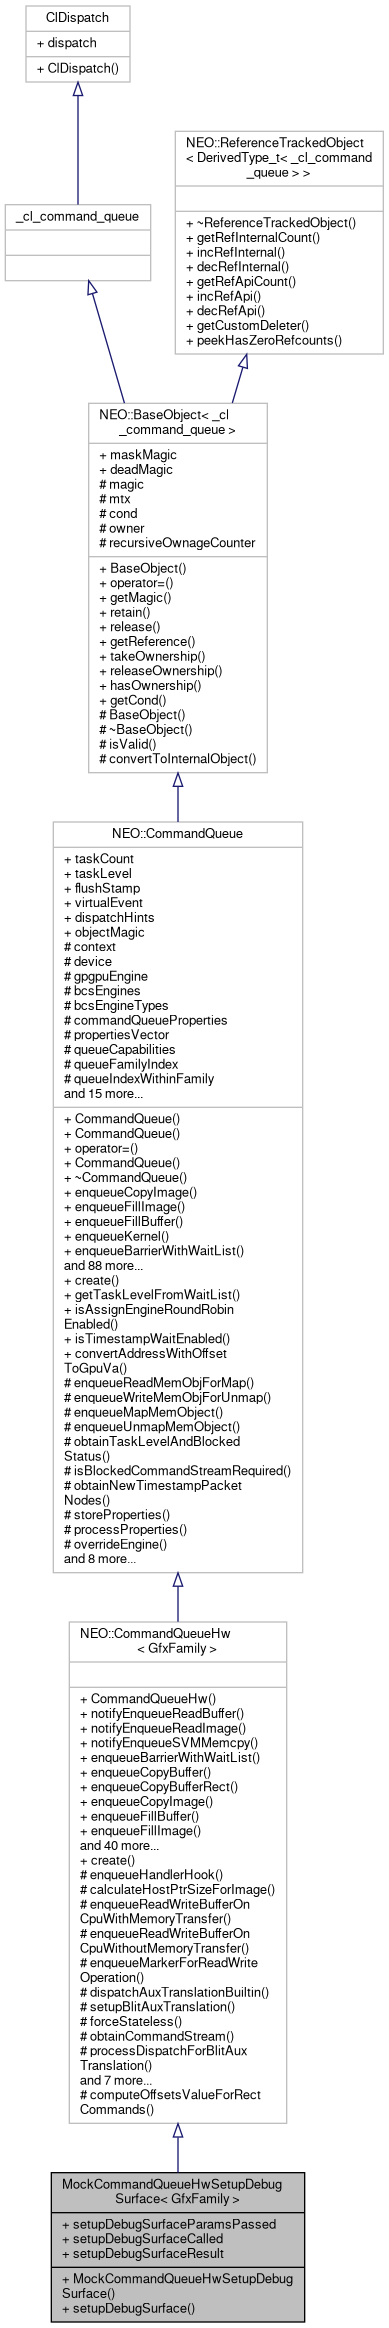 ClDispatch
+ dispatch
+ ClDispatch()
NEO::ReferenceTrackedObject
< DerivedType_t< _cl_command
_queue > >
+ ~ReferenceTrackedObject()
+ getRefInternalCount()
+ incRefInternal()
+ decRefInternal()
+ getRefApiCount()
+ incRefApi()
+ decRefApi()
+ getCustomDeleter()
+ peekHasZeroRefcounts()
_cl_command_queue
NEO::BaseObject< _cl
_command_queue >
+ maskMagic
+ deadMagic
# magic
# mtx
# cond
# owner
# recursiveOwnageCounter
+ BaseObject()
+ operator=()
+ getMagic()
+ retain()
+ release()
+ getReference()
+ takeOwnership()
+ releaseOwnership()
+ hasOwnership()
+ getCond()
# BaseObject()
# ~BaseObject()
# isValid()
# convertToInternalObject()
NEO::CommandQueue
+ taskCount
+ taskLevel
+ flushStamp
+ virtualEvent
+ dispatchHints
+ objectMagic
# context
# device
# gpgpuEngine
# bcsEngines
# bcsEngineTypes
# commandQueueProperties
# propertiesVector
# queueCapabilities
# queueFamilyIndex
# queueIndexWithinFamily
and 15 more...
+ CommandQueue()
+ CommandQueue()
+ operator=()
+ CommandQueue()
+ ~CommandQueue()
+ enqueueCopyImage()
+ enqueueFillImage()
+ enqueueFillBuffer()
+ enqueueKernel()
+ enqueueBarrierWithWaitList()
and 88 more...
+ create()
+ getTaskLevelFromWaitList()
+ isAssignEngineRoundRobin
Enabled()
+ isTimestampWaitEnabled()
+ convertAddressWithOffset
ToGpuVa()
# enqueueReadMemObjForMap()
# enqueueWriteMemObjForUnmap()
# enqueueMapMemObject()
# enqueueUnmapMemObject()
# obtainTaskLevelAndBlocked
Status()
# isBlockedCommandStreamRequired()
# obtainNewTimestampPacket
Nodes()
# storeProperties()
# processProperties()
# overrideEngine()
and 8 more...
NEO::CommandQueueHw
< GfxFamily >
+ CommandQueueHw()
+ notifyEnqueueReadBuffer()
+ notifyEnqueueReadImage()
+ notifyEnqueueSVMMemcpy()
+ enqueueBarrierWithWaitList()
+ enqueueCopyBuffer()
+ enqueueCopyBufferRect()
+ enqueueCopyImage()
+ enqueueFillBuffer()
+ enqueueFillImage()
and 40 more...
+ create()
# enqueueHandlerHook()
# calculateHostPtrSizeForImage()
# enqueueReadWriteBufferOn
CpuWithMemoryTransfer()
# enqueueReadWriteBufferOn
CpuWithoutMemoryTransfer()
# enqueueMarkerForReadWrite
Operation()
# dispatchAuxTranslationBuiltin()
# setupBlitAuxTranslation()
# forceStateless()
# obtainCommandStream()
# processDispatchForBlitAux
Translation()
and 7 more...
# computeOffsetsValueForRect
Commands()
MockCommandQueueHwSetupDebug
Surface< GfxFamily >
+ setupDebugSurfaceParamsPassed
+ setupDebugSurfaceCalled
+ setupDebugSurfaceResult
+ MockCommandQueueHwSetupDebug
Surface()
+ setupDebugSurface()